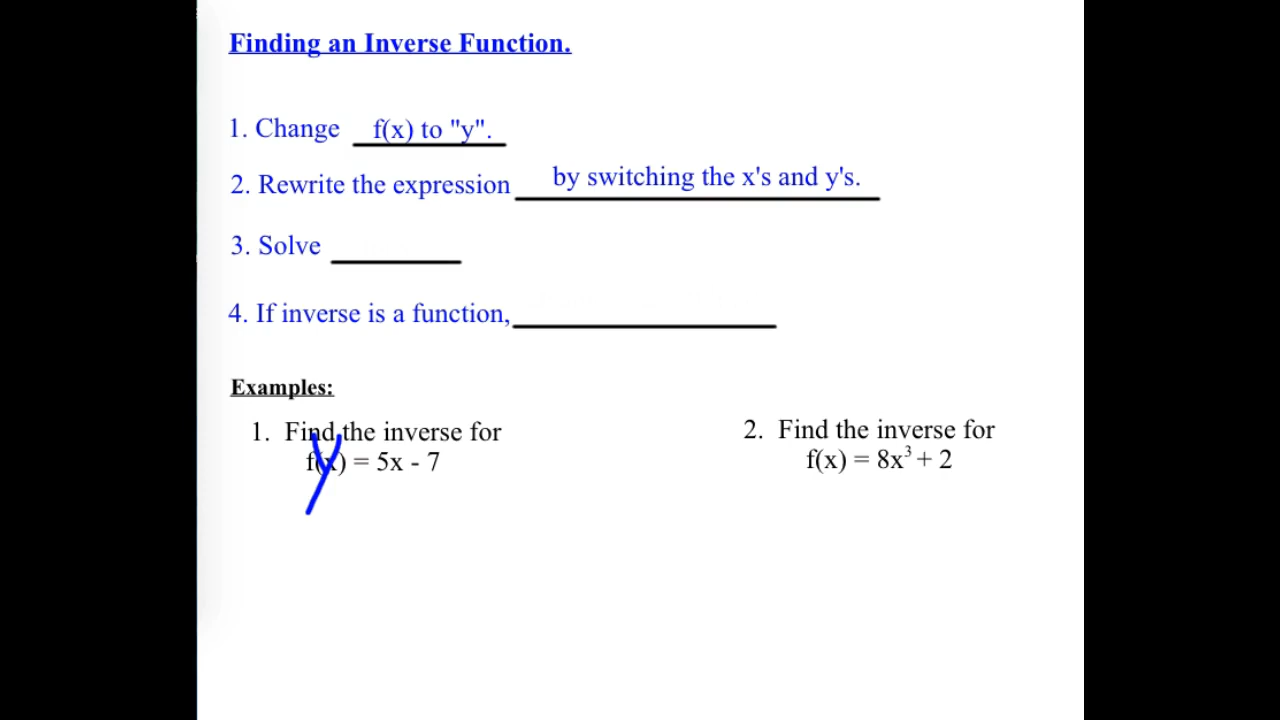 Finding an Inverse Function.
1. Change f(x) to "y".
2. Rewrite the expression by switching the x's and y's.
3. Solve
4. If inverse is a function,
Examples:
1. Find the inverse for
f(x) = 5x - 7
y
2. Find the inverse for
f(x) = 8x³ + 2